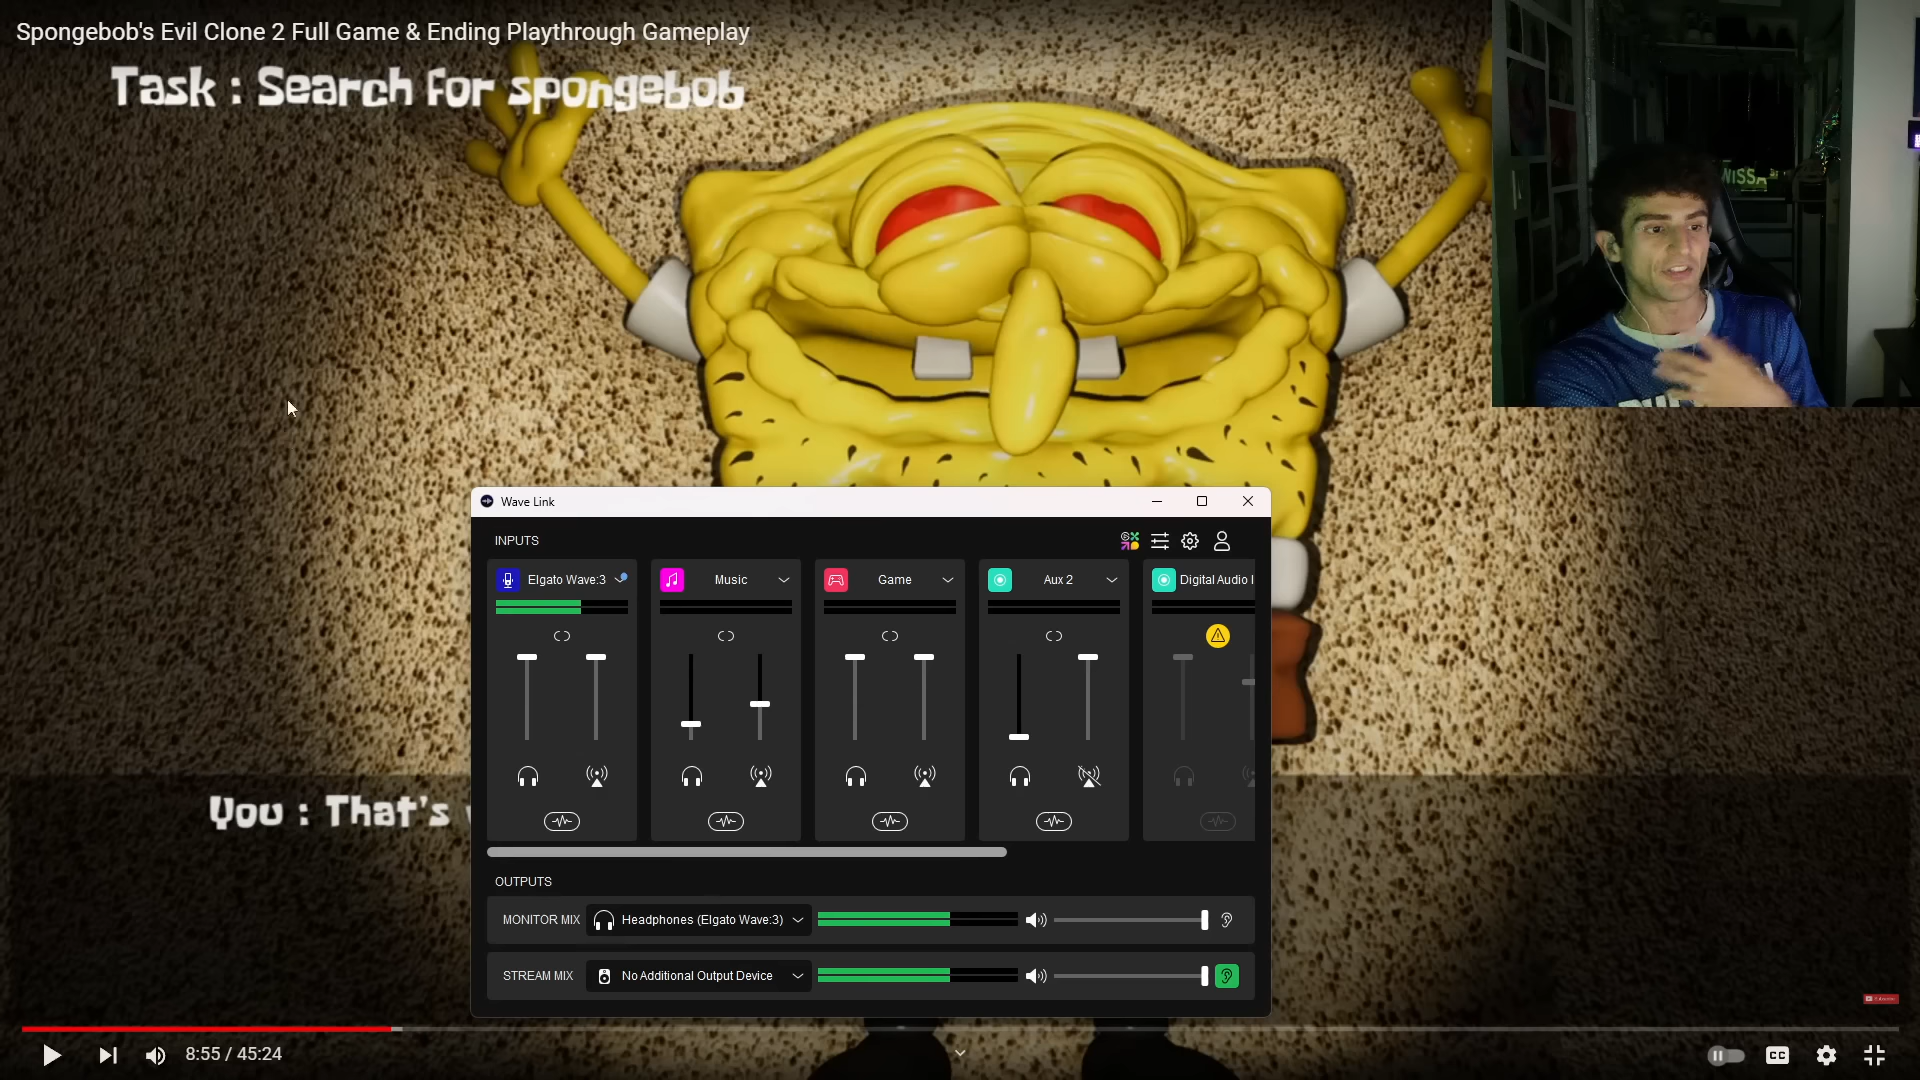 Spongebob's Evil Clone 2 Full Game & Ending Playthrough Gameplay
Task : Search for spongebob
NISSA
Wave Link
INPUTS
Elgato Wave:3
Music
Game
Aux 2
Digital Audio I
You : That's
OUTPUTS
MONITOR MIX
Headphones (Elgato Wave:3)
STREAM MIX
No Additional Output Device
8:55 / 45:24
CC